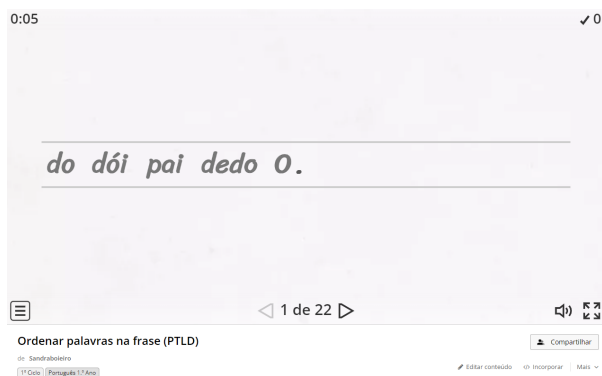 0:05
✓ 0
do dói pai dedo O.
1 de 22
Ordenar palavras na frase (PTLD)
Compartilhar
de Sandraboleiro
Editar conteúdo
Incorporar
Mais
1º Ciclo
Português 1.º Ano